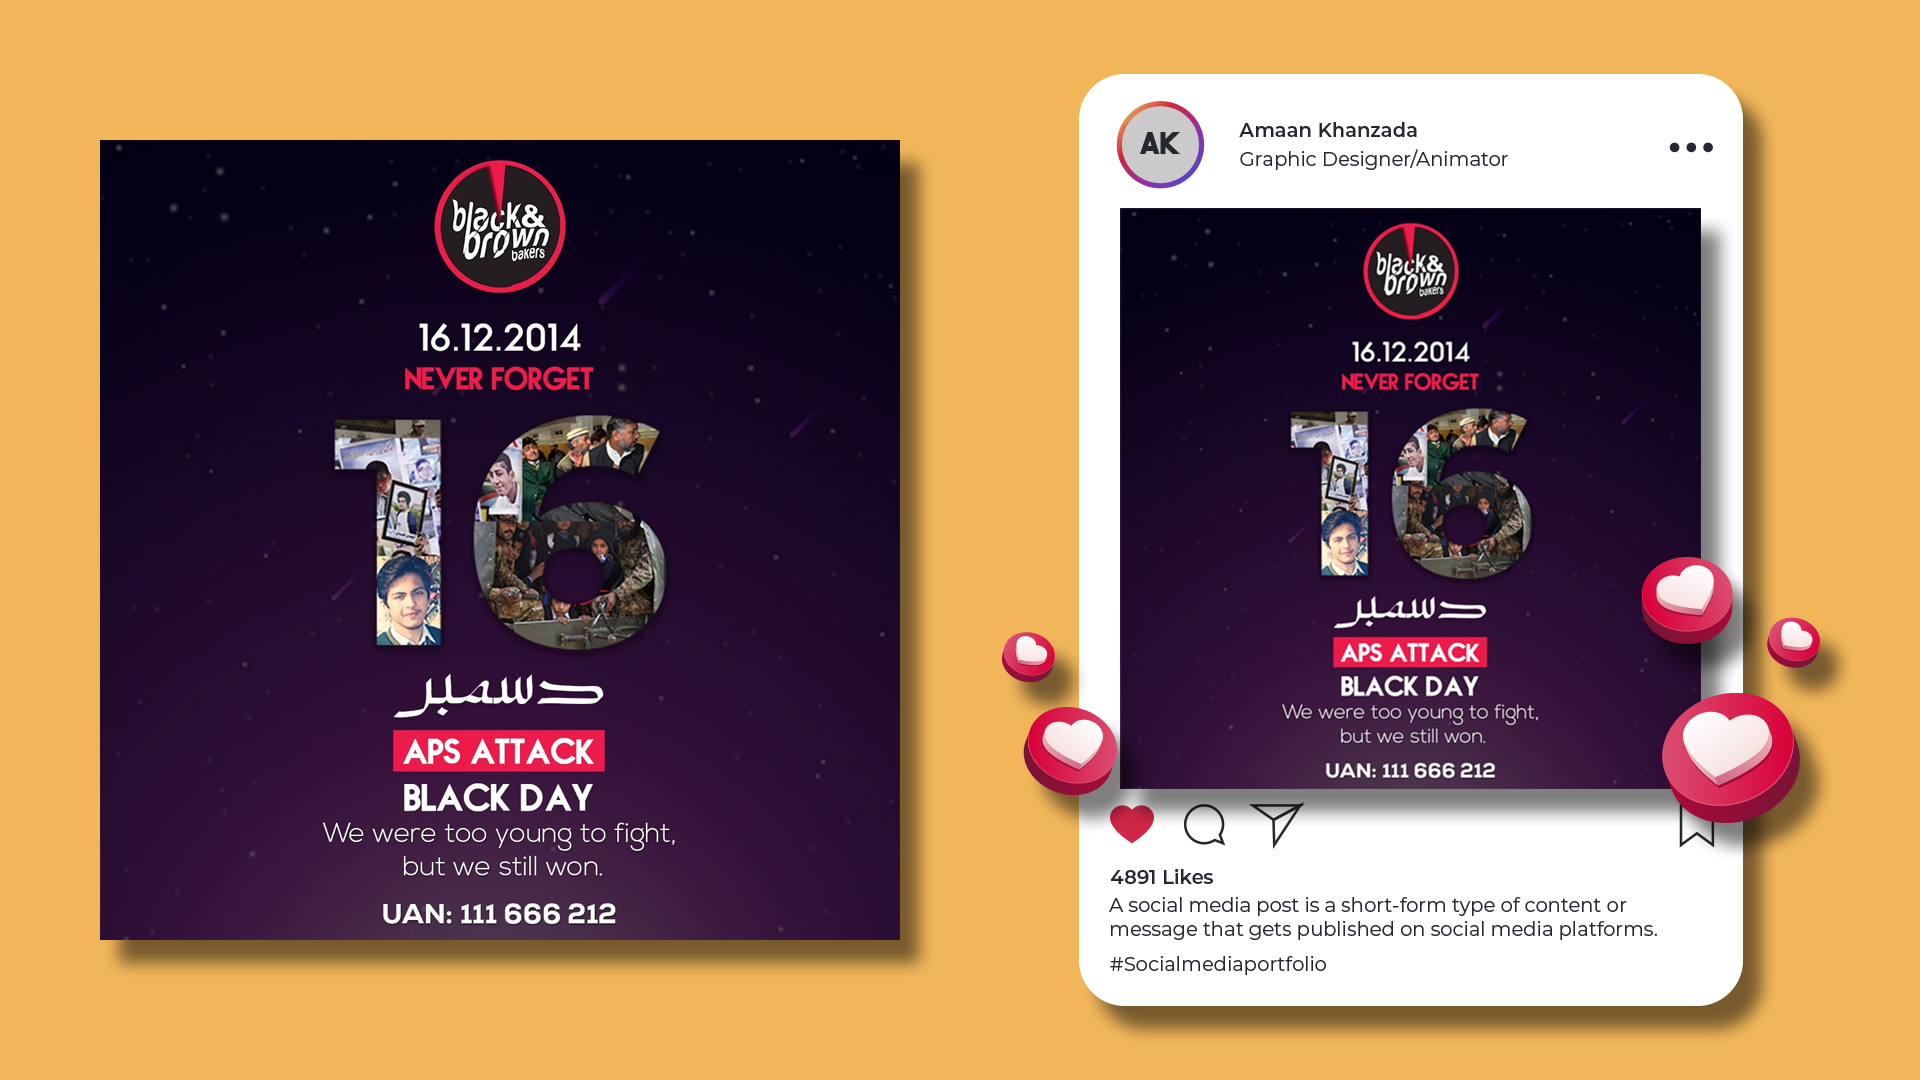 black&
brown
bakers
16.12.2014
NEVER FORGET
16
دسمبر
APS ATTACK
BLACK DAY
We were too young to fight,
but we still won.
UAN: 111 666 212
AK
Amaan Khanzada
Graphic Designer/Animator
black&
brown
bakers
16.12.2014
NEVER FORGET
16
دسمبر
APS ATTACK
BLACK DAY
We were too young to fight,
but we still won.
UAN: 111 666 212
4891 Likes
A social media post is a short-form type of content or
message that gets published on social media platforms.
#Socialmediaportfolio